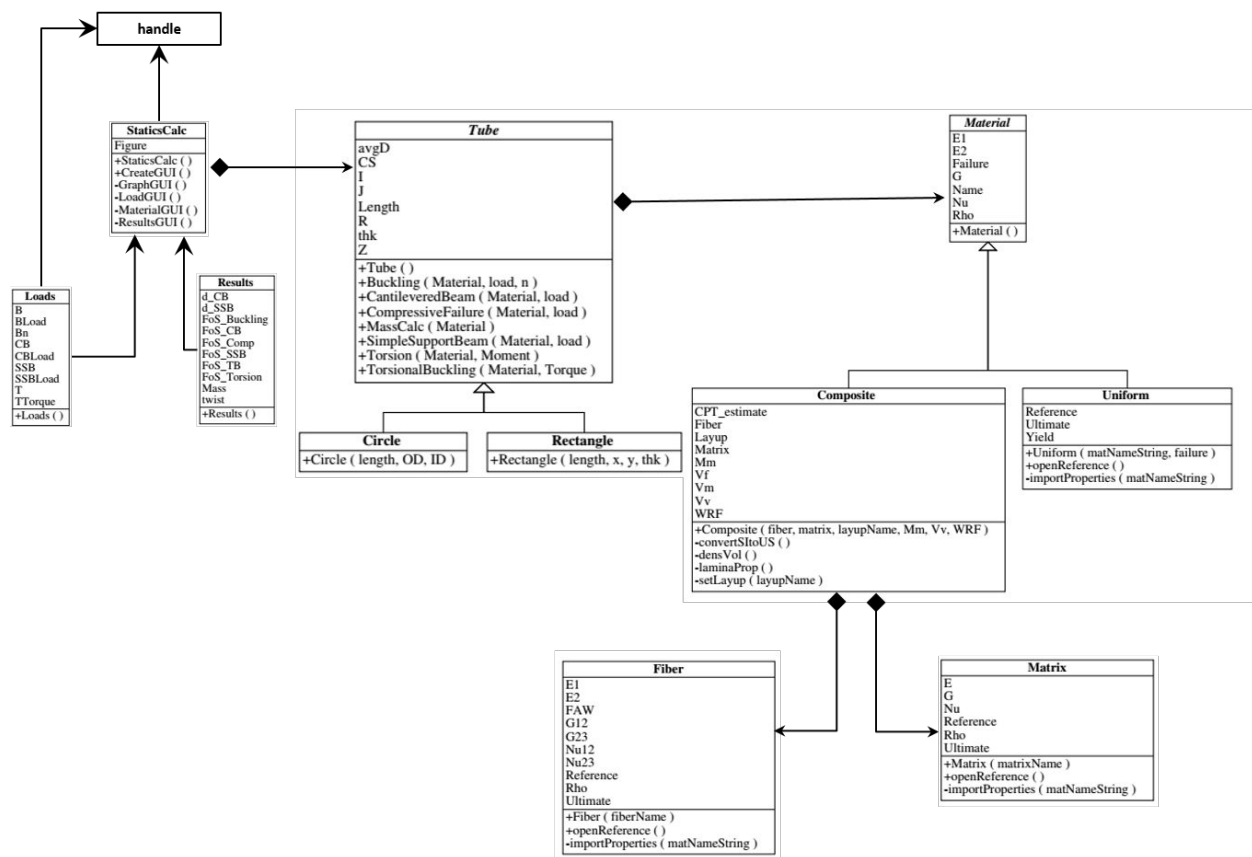 handle
StaticsCalc
Figure
+StaticsCalc ( )
+CreateGUI ( )
-GraphGUI ( )
-LoadGUI ( )
-MaterialGUI ( )
-ResultsGUI ( )
Tube
avgD
CS
I
J
Length
R
thk
Z
+Tube ( )
+Buckling ( Material, load, n )
+CantileveredBeam ( Material, load )
+CompressiveFailure ( Material, load )
+MassCalc ( Material )
+SimpleSupportBeam ( Material, load )
+Torsion ( Material, Moment )
+TorsionalBuckling ( Material, Torque )
Material
E1
E2
Failure
G
Name
Nu
Rho
+Material ( )
Loads
B
BLoad
Bn
CB
CBLoad
SSB
SSBLoad
T
TTorque
+Loads ( )
Results
d_CB
d_SSB
FoS_Buckling
FoS_CB
FoS_Comp
FoS_SSB
FoS_TB
FoS_Torsion
Mass
twist
+Results ( )
Circle
+Circle ( length, OD, ID )
Rectangle
+Rectangle ( length, x, y, thk )
Composite
CPT_estimate
Fiber
Layup
Matrix
Mm
Vf
Vm
Vv
WRF
+Composite ( fiber, matrix, layupName, Mm, Vv, WRF )
-convertSItoUS ( )
-densVol ( )
-laminaProp ( )
-setLayup ( layupName )
Uniform
Reference
Ultimate
Yield
+Uniform ( matNameString, failure )
+openReference ( )
-importProperties ( matNameString )
Fiber
E1
E2
FAW
G12
G23
Nu12
Nu23
Reference
Rho
Ultimate
+Fiber ( fiberName )
+openReference ( )
-importProperties ( matNameString )
Matrix
E
G
Nu
Reference
Rho
Ultimate
+Matrix ( matrixName )
+openReference ( )
-importProperties ( matNameString )